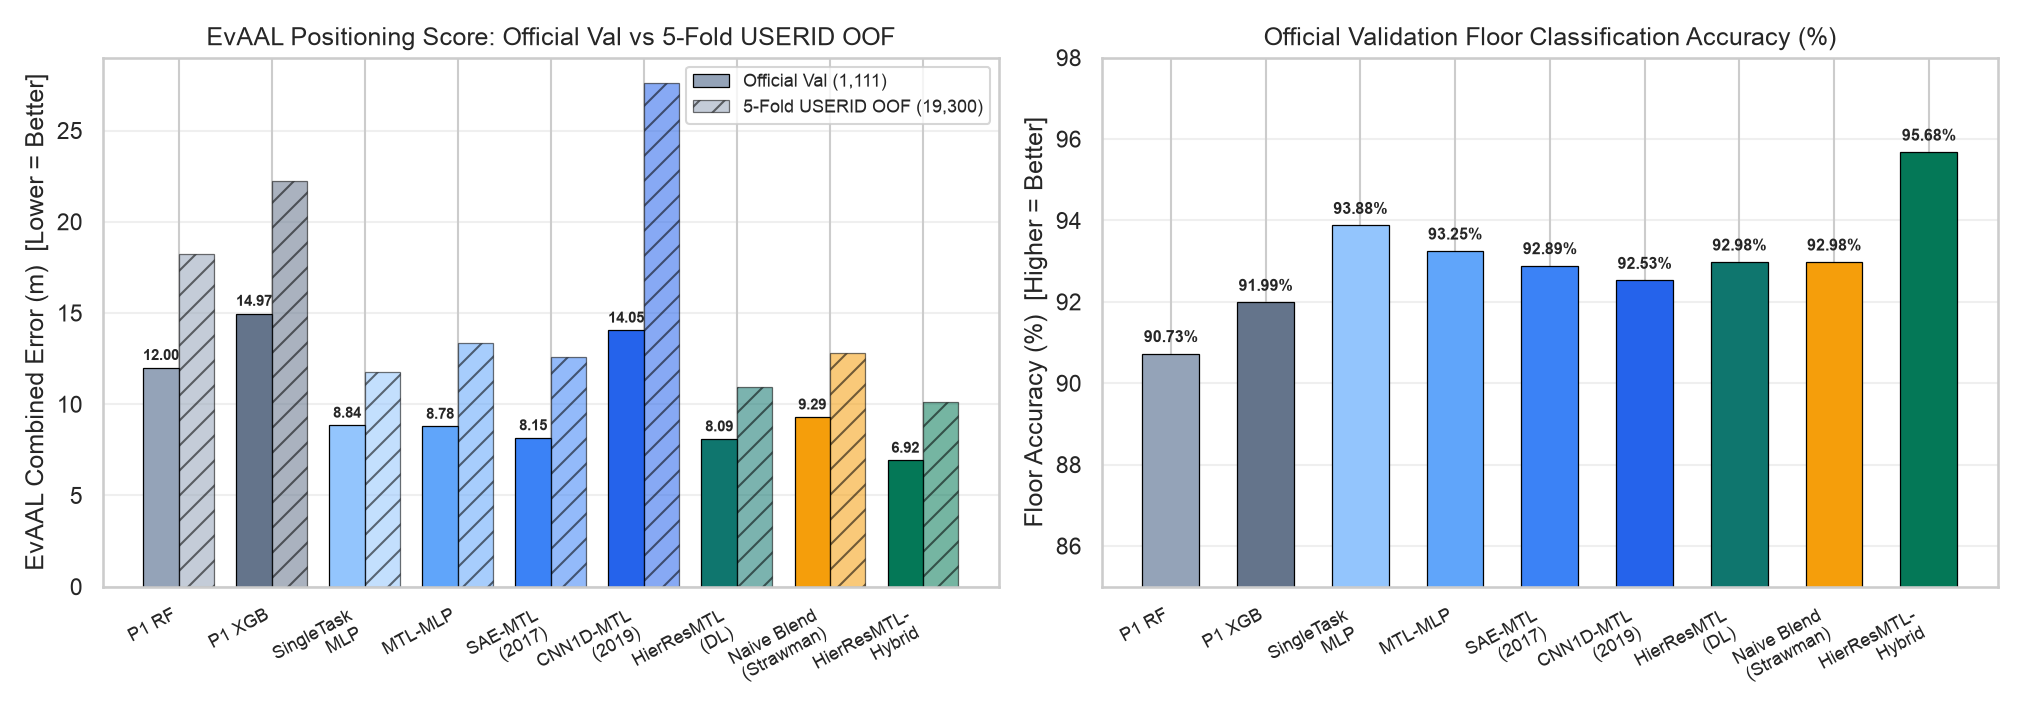 EvAAL Positioning Score: Official Val vs 5-Fold USERID OOF
EvAAL Combined Error (m)  [Lower = Better]
25
20
15
10
5
0
Official Val (1,111)
5-Fold USERID OOF (19,300)
12.00
14.97
8.84
8.78
8.15
14.05
8.09
9.29
6.92
P1 RF
P1 XGB
SingleTask
MLP
MTL-MLP
SAE-MTL
(2017)
CNN1D-MTL
(2019)
HierResMTL
(DL)
Naive Blend
(Strawman)
HierResMTL-
Hybrid
Official Validation Floor Classification Accuracy (%)
Floor Accuracy (%)  [Higher = Better]
98
96
94
92
90
88
86
90.73%
91.99%
93.88%
93.25%
92.89%
92.53%
92.98%
92.98%
95.68%
P1 RF
P1 XGB
SingleTask
MLP
MTL-MLP
SAE-MTL
(2017)
CNN1D-MTL
(2019)
HierResMTL
(DL)
Naive Blend
(Strawman)
HierResMTL-
Hybrid